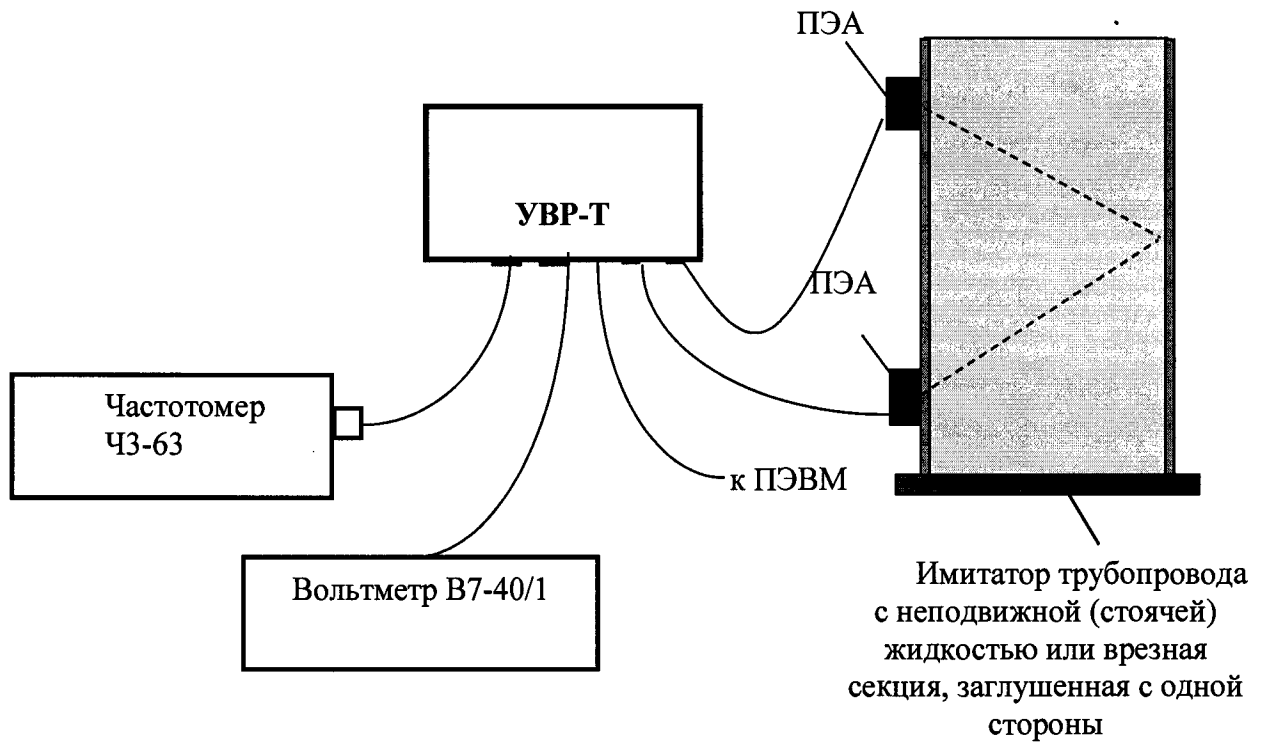 ПЭА
УВР-Т
ПЭА
Частотомер
ЧЗ-63
к ПЭВМ
Вольтметр В7-40/1
Имитатор трубопровода
с неподвижной (стоячей)
жидкостью или врезная
секция, заглушенная с одной
стороны